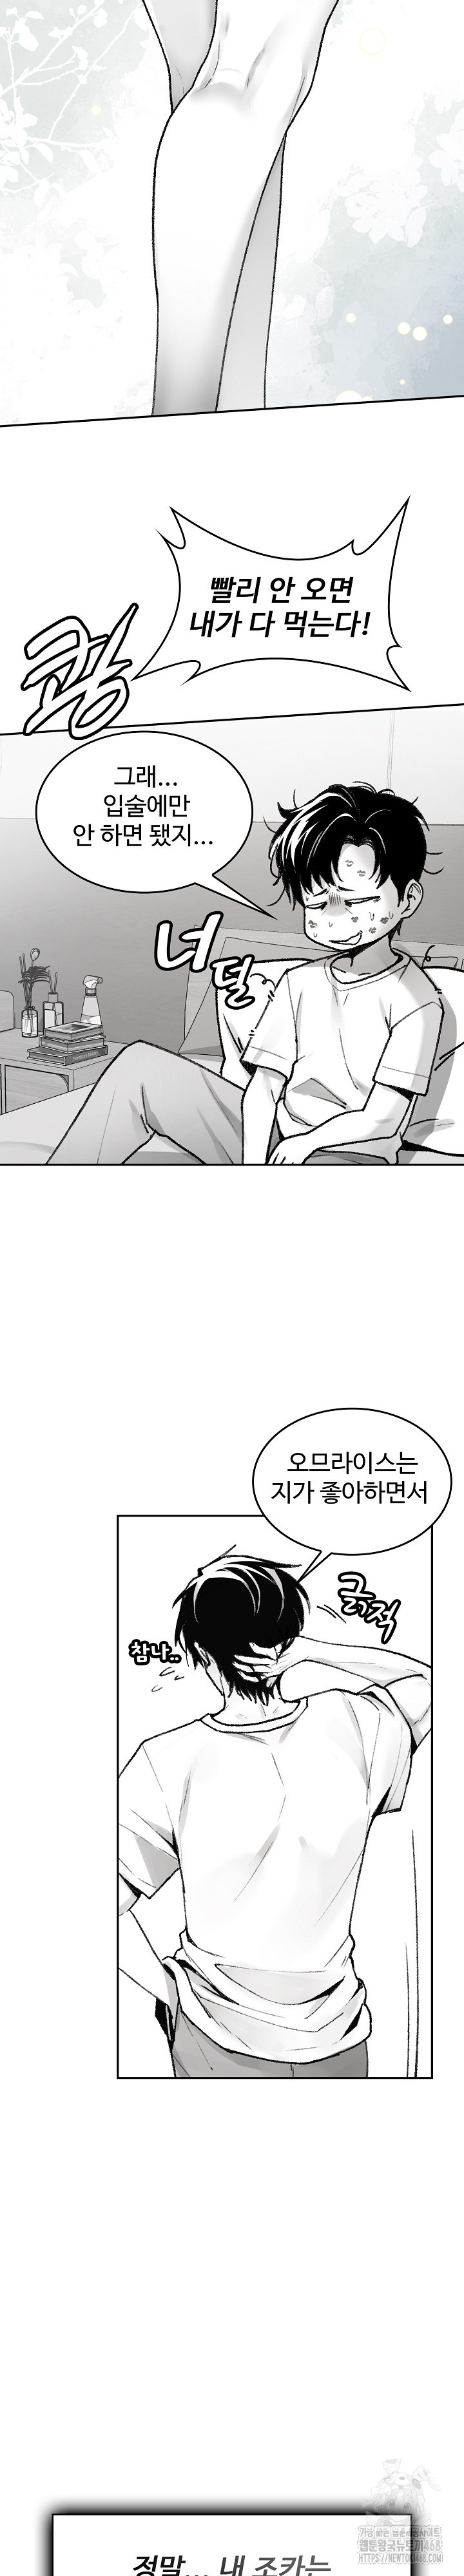 빨리 안 오면
내가 다 먹는다!
쾅
그래...
입술에만
안 하면 됐지...
너덜
오므라이스는
지가 좋아하면서
긁적
참나..
정말... 내 조카는